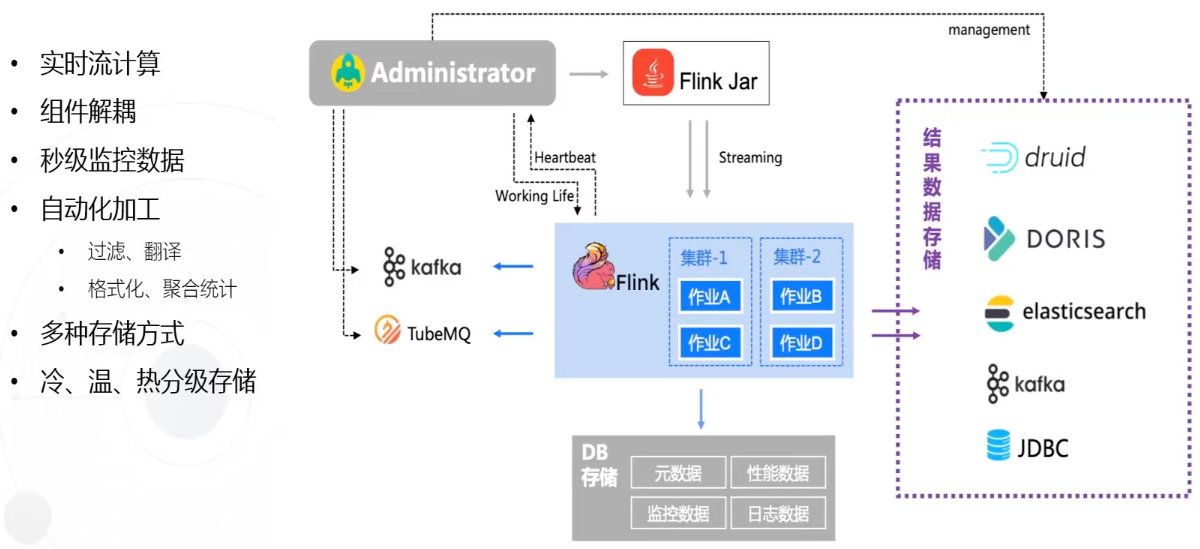 实时流计算
组件解耦
秒级监控数据
自动化加工
过滤、翻译
格式化、聚合统计
多种存储方式
冷、温、热分级存储
management
Administrator
Flink Jar
Heartbeat
Streaming
Working Life
kafka
TubeMQ
Flink
集群-1
作业A
作业C
集群-2
作业B
作业D
DB
存储
元数据
性能数据
监控数据
日志数据
结果数据存储
druid
DORIS
elasticsearch
kafka
JDBC